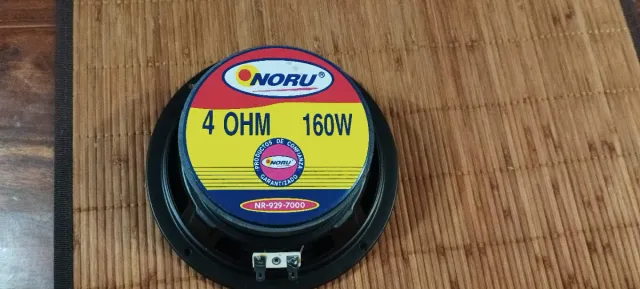 NORU®
4 OHM 160W
PRODUCTOS DE CONFIANZA
NORU
GARANTIZADO
NR-929-7000